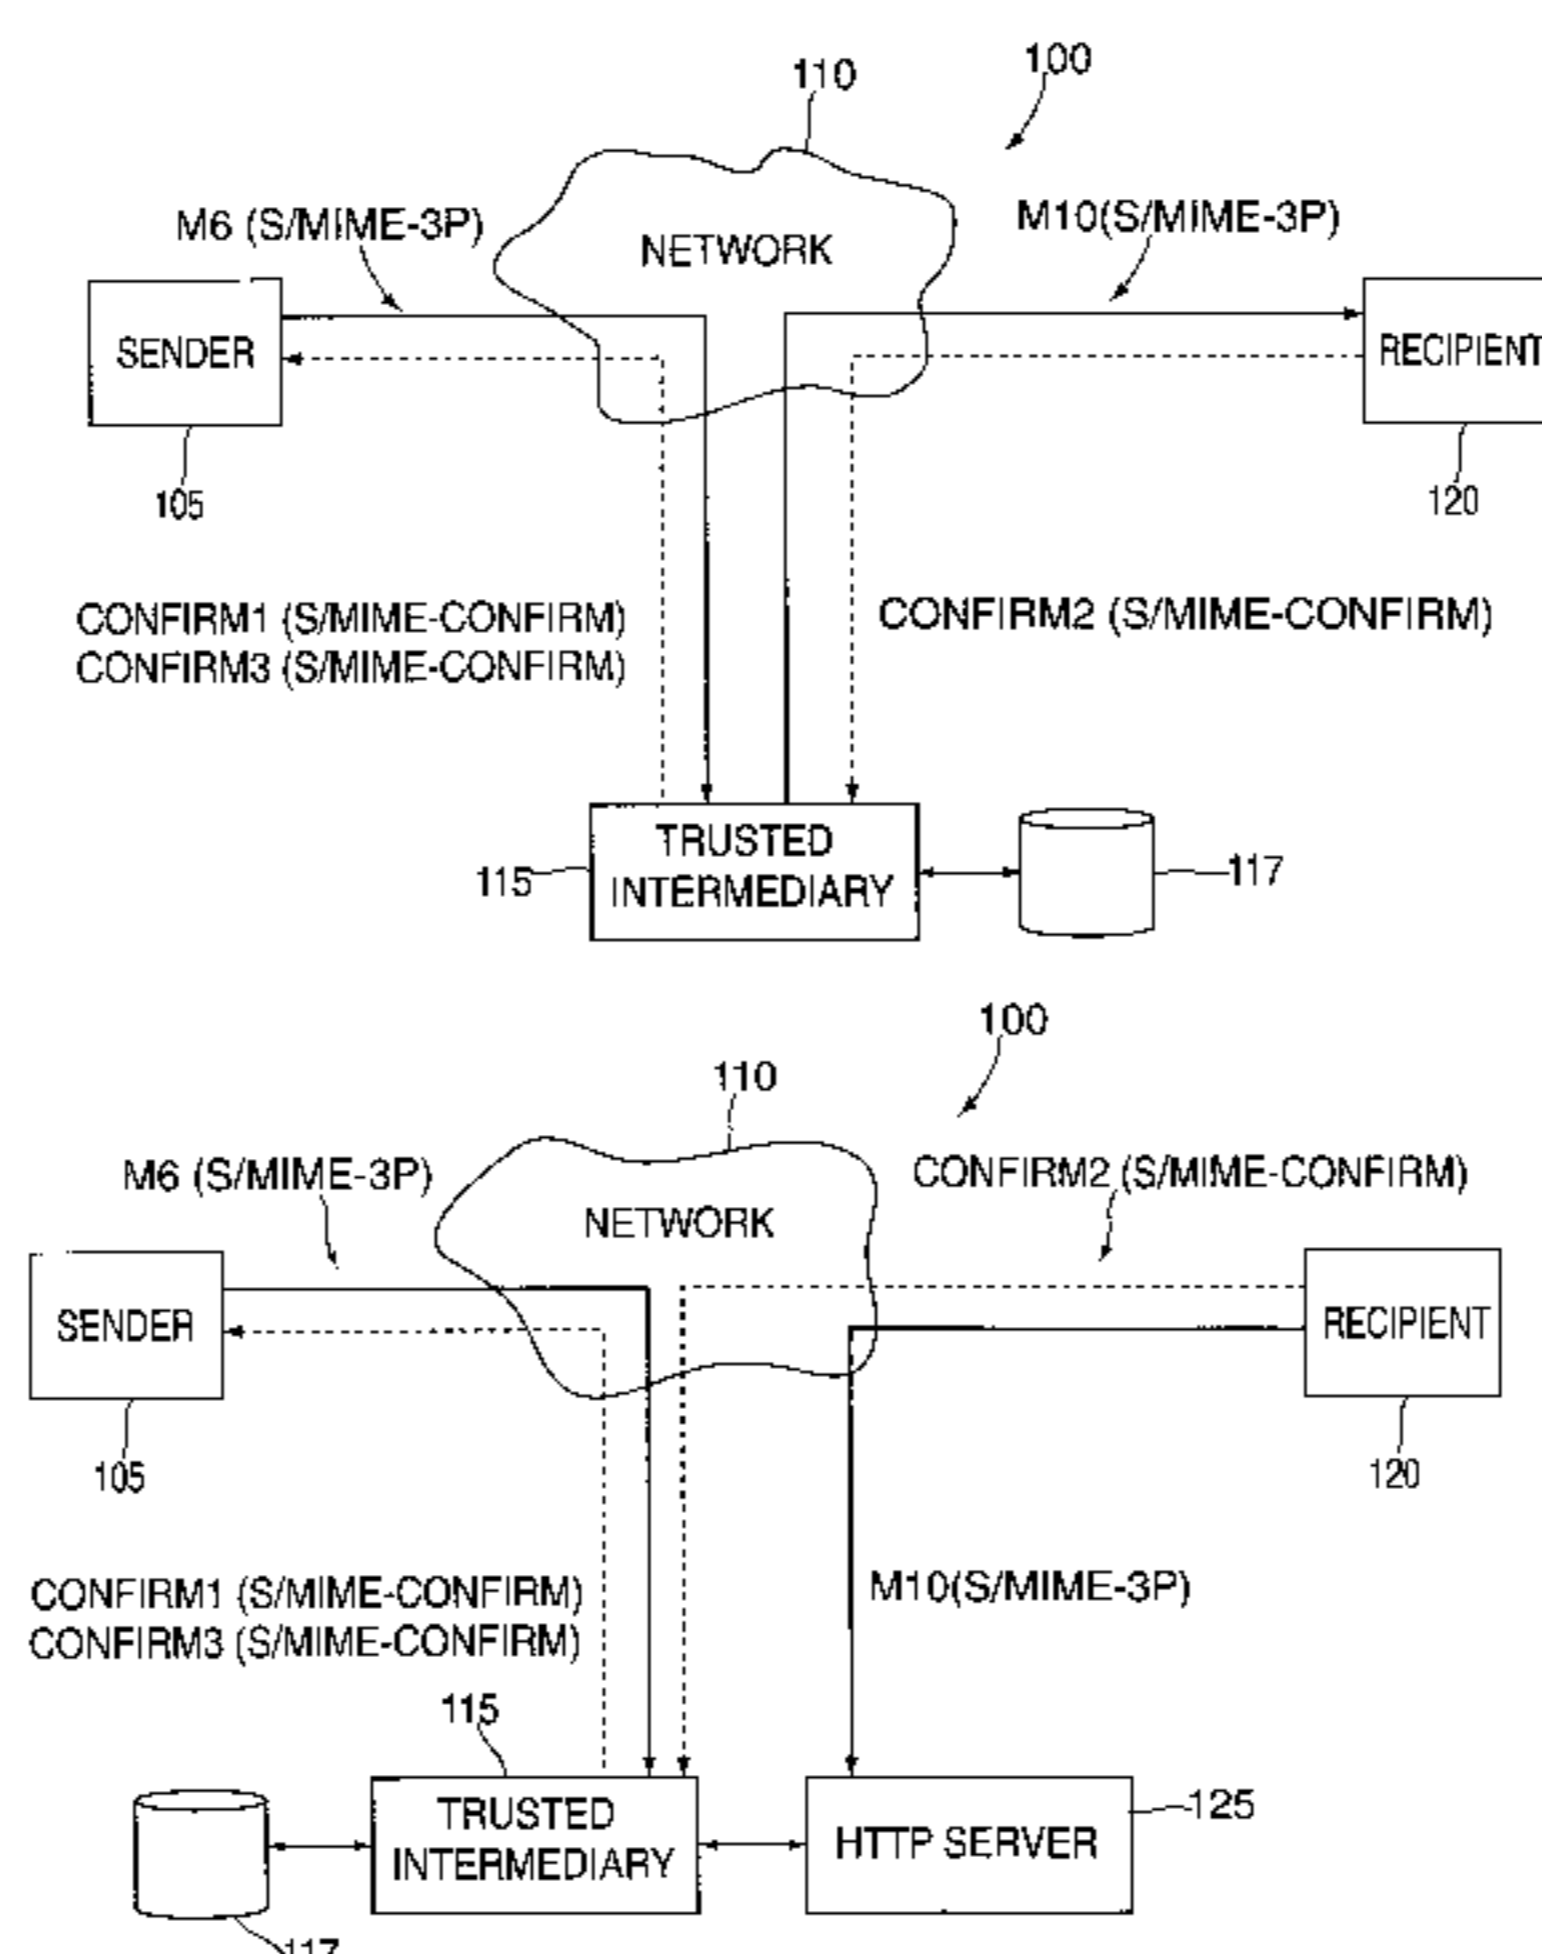 100
110
M6 (S/MIME-3P)
M10(S/MIME-3P)
NETWORK
SENDER
RECIPIENT
105
120
CONFIRM1 (S/MIME-CONFIRM)
CONFIRM3 (S/MIME-CONFIRM)
CONFIRM2 (S/MIME-CONFIRM)
TRUSTED
INTERMEDIARY
115
117
100
110
M6 (S/MIME-3P)
CONFIRM2 (S/MIME-CONFIRM)
NETWORK
SENDER
RECIPIENT
105
120
CONFIRM1 (S/MIME-CONFIRM)
CONFIRM3 (S/MIME-CONFIRM)
M10(S/MIME-3P)
115
TRUSTED
INTERMEDIARY
HTTP SERVER
125
117